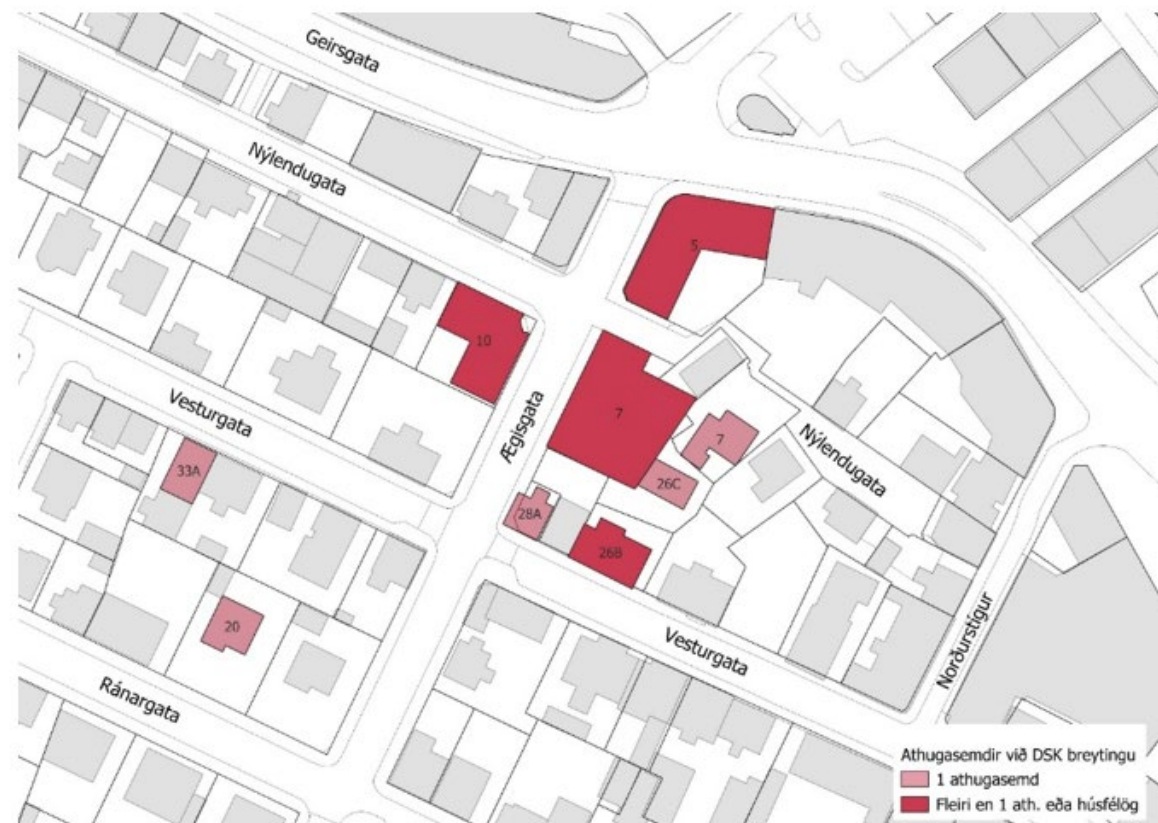 Geirsgata
Nýlendugata
5
10
Vesturgata
Ægisgata
7
7
Nýlendugata
33A
26C
28A
26B
20
Vesturgata
Norðurstígur
Ránargata
Athugasemdir við DSK breytingu
1 athugasemd
Fleiri en 1 ath. eða húsfélög